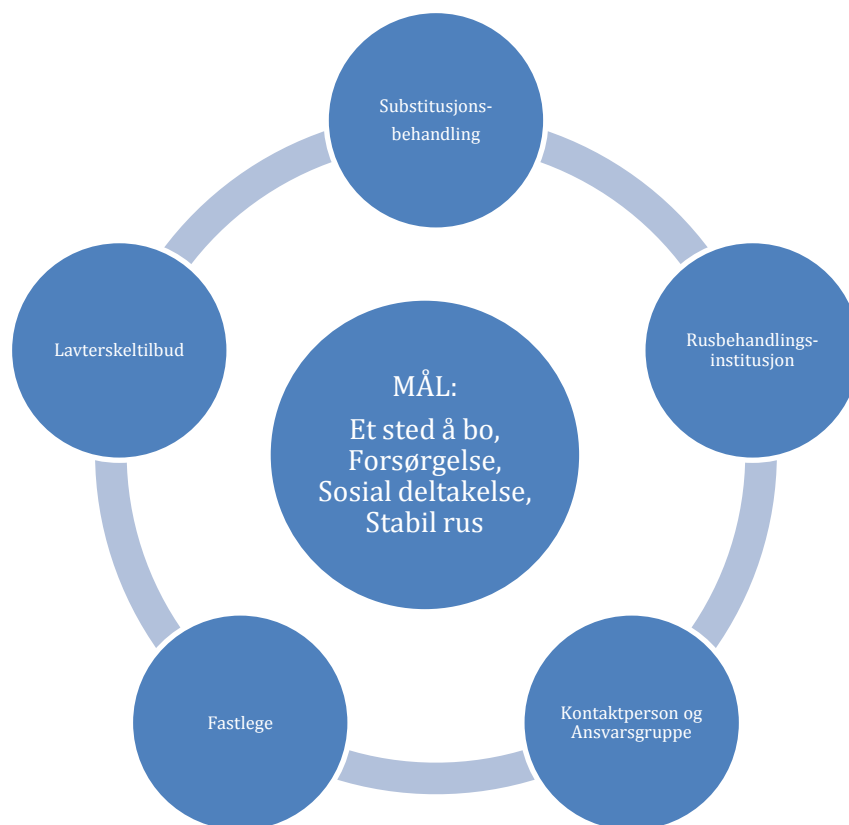 Substitusjons-
behandling
Rusbehandlings-
institusjon
Lavterskeltilbud
MÅL:
Et sted å bo,
Forsørgelse,
Sosial deltakelse,
Stabil rus
Kontaktperson og
Ansvarsgruppe
Fastlege